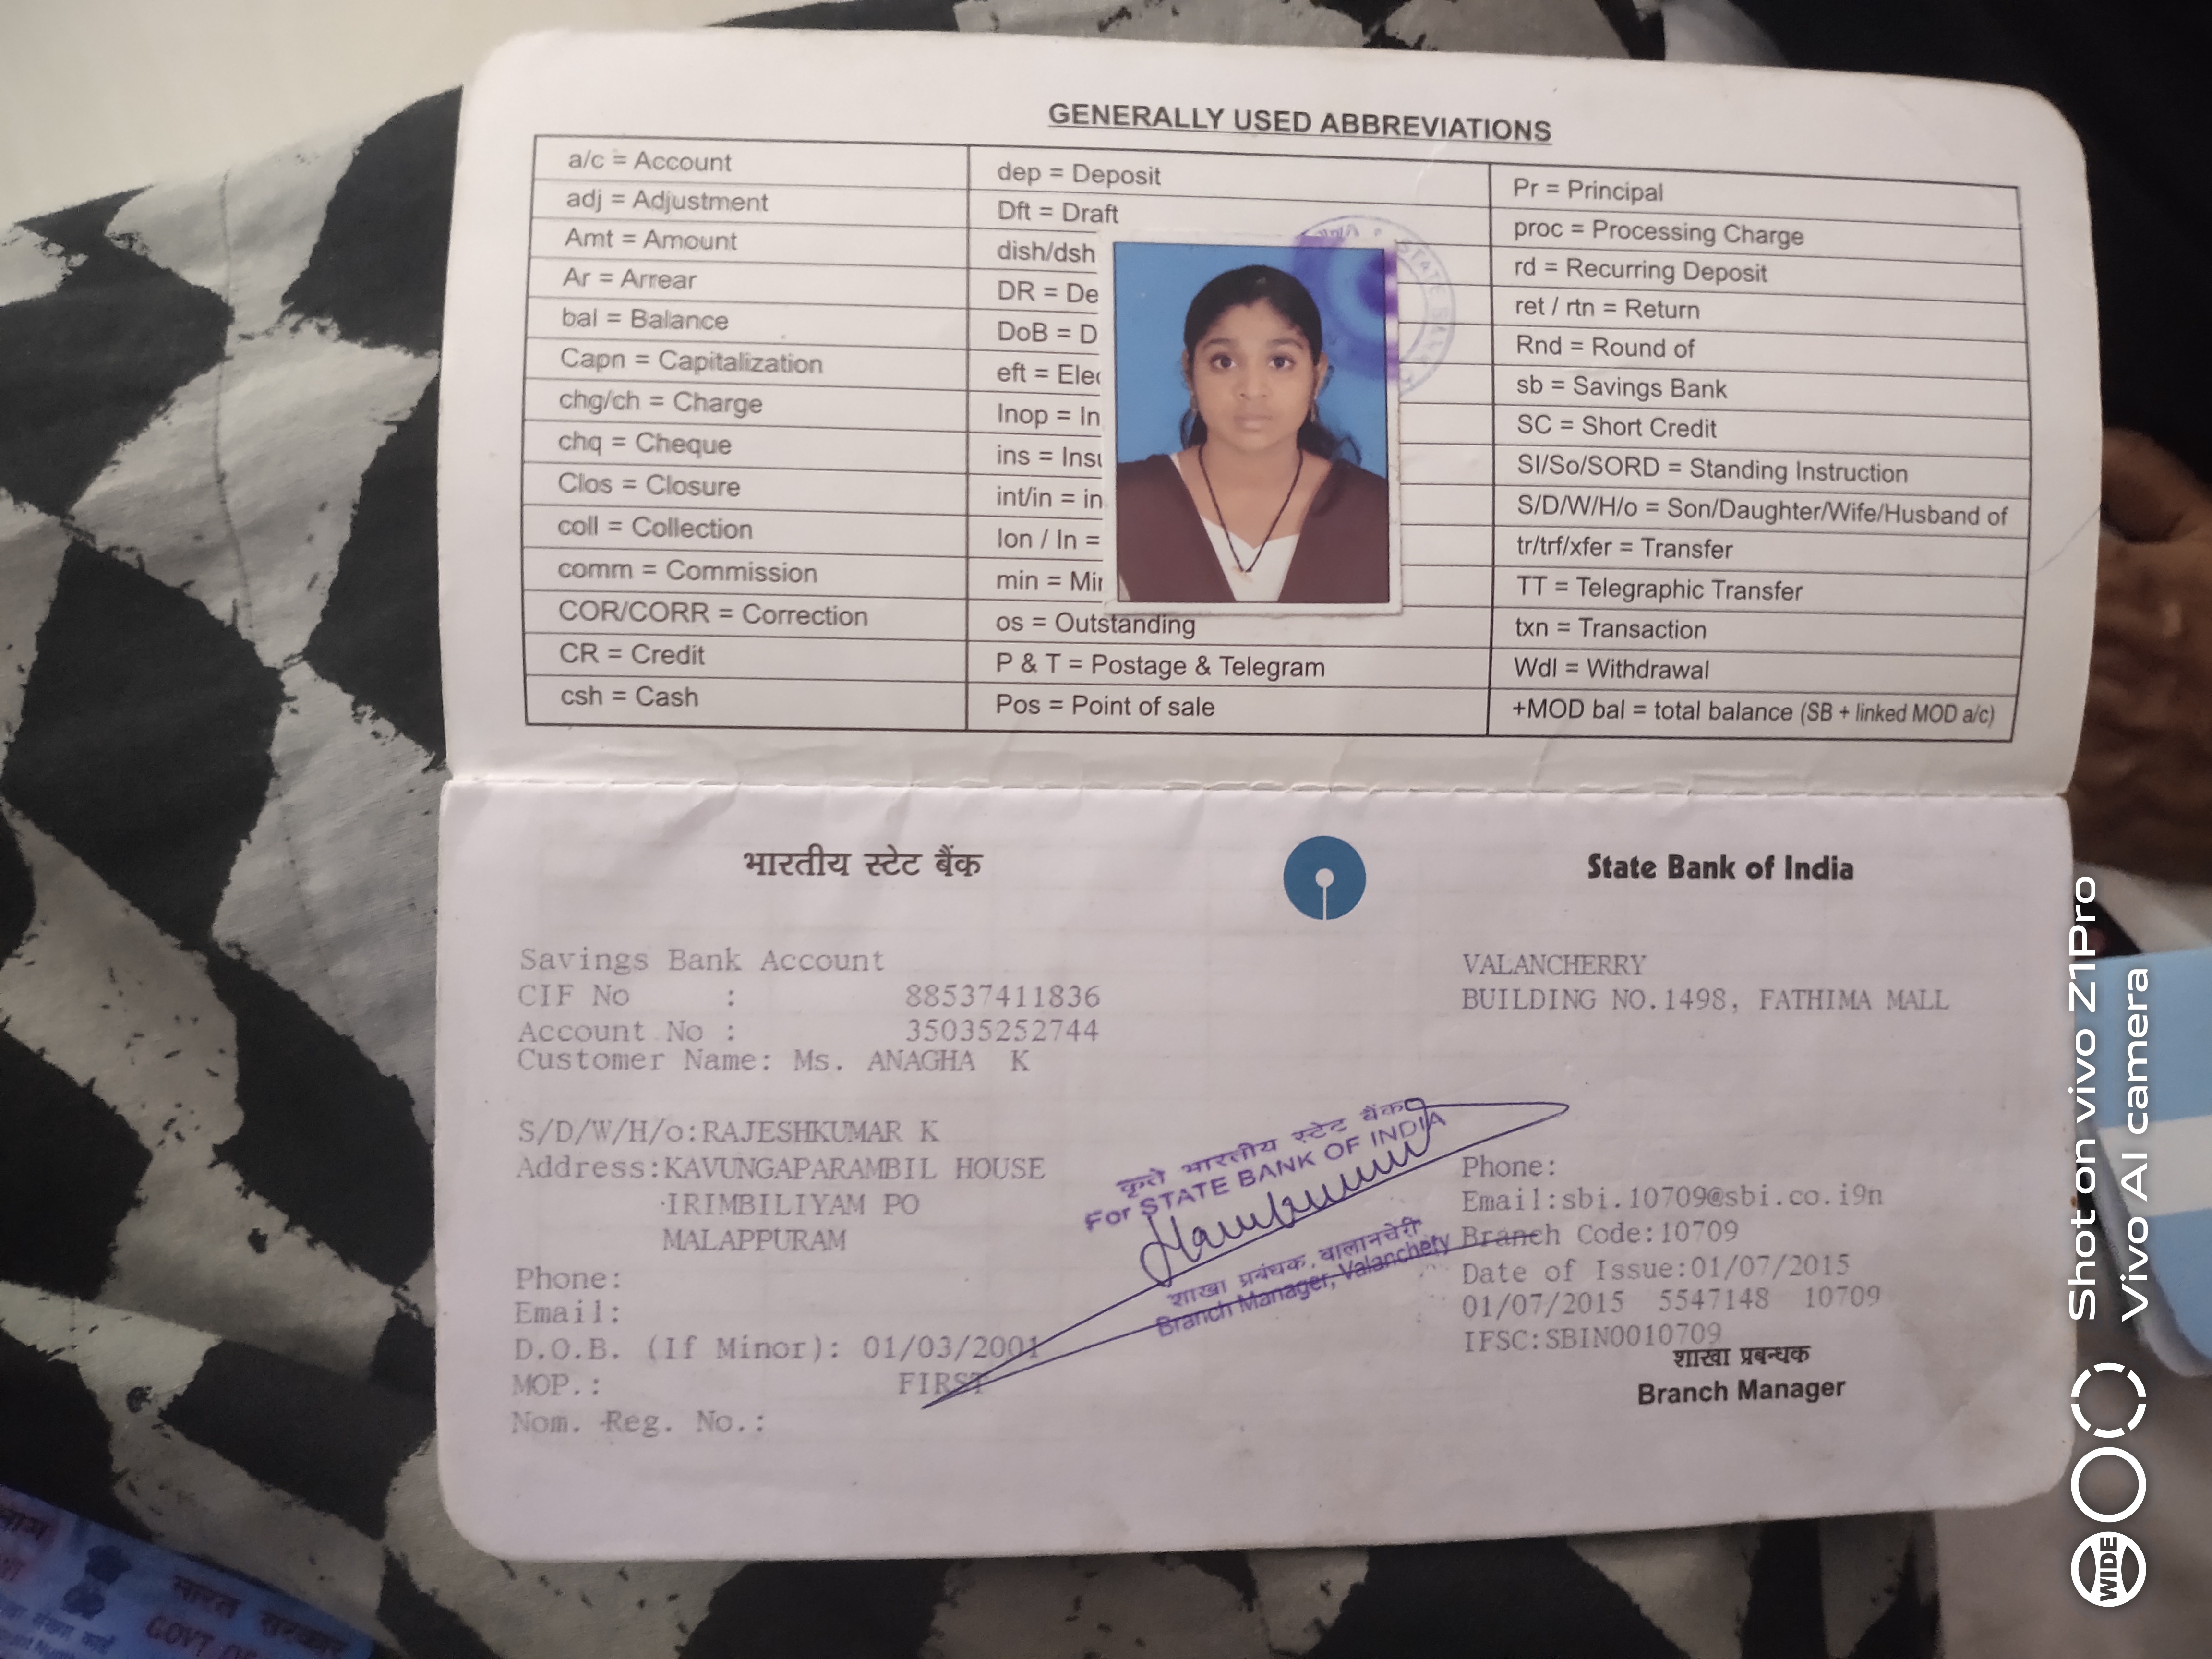 GENERALLY USED ABBREVIATIONS
a/c = Account dep = Deposit Pr = Principal
adj = Adjustment Dft = Draft proc = Processing Charge
Amt = Amount dish/dsh rd = Recurring Deposit
Ar = Arrear DR = De ret / rtn = Return
bal = Balance DoB = D Rnd = Round of
Capn = Capitalization eft = Elec sb = Savings Bank
chg/ch = Charge Inop = In SC = Short Credit
chq = Cheque ins = Insu SI/So/SORD = Standing Instruction
Clos = Closure int/in = in S/D/W/H/o = Son/Daughter/Wife/Husband of
coll = Collection lon / ln = tr/trf/xfer = Transfer
comm = Commission min = Mir TT = Telegraphic Transfer
COR/CORR = Correction os = Outstanding txn = Transaction
CR = Credit P & T = Postage & Telegram Wdl = Withdrawal
csh = Cash Pos = Point of sale +MOD bal = total balance (SB + linked MOD a/c)
भारतीय स्टेट बैंक State Bank of India
Savings Bank Account VALANCHERRY
CIF No : 88537411836 BUILDING NO.1498, FATHIMA MALL
Account No : 35035252744
Customer Name: Ms. ANAGHA K
S/D/W/H/o:RAJESHKUMAR K Phone:
Address:KAVUNGAPARAMBIL HOUSE Email:sbi.10709@sbi.co.i9n
IRIMBILIYAM PO Branch Code:10709
MALAPPURAM Date of Issue:01/07/2015
Phone: 01/07/2015 5547148 10709
Email: IFSC:SBIN0010709
D.O.B. (If Minor): 01/03/2001
MOP.: FIRST
Nom. Reg. No.:
कृते भारतीय स्टेट बैंक
For STATE BANK OF INDIA
शाखा प्रबंधक, वालानचेरी
Branch Manager, Valanchery
शाखा प्रबन्धक
Branch Manager
WIDE
Shot on vivo Z1Pro
Vivo AI camera